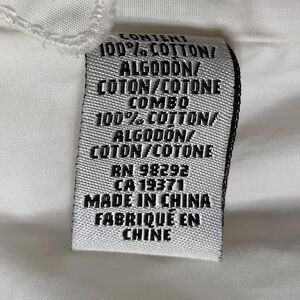 CONTENT
100% COTTON/
ALGODÓN/
COTON/COTONE
COMBO
100% COTTON/
ALGODÓN/
COTON/COTONE
RN 98292
CA 19371
MADE IN CHINA
FABRIQUÉ EN
CHINE